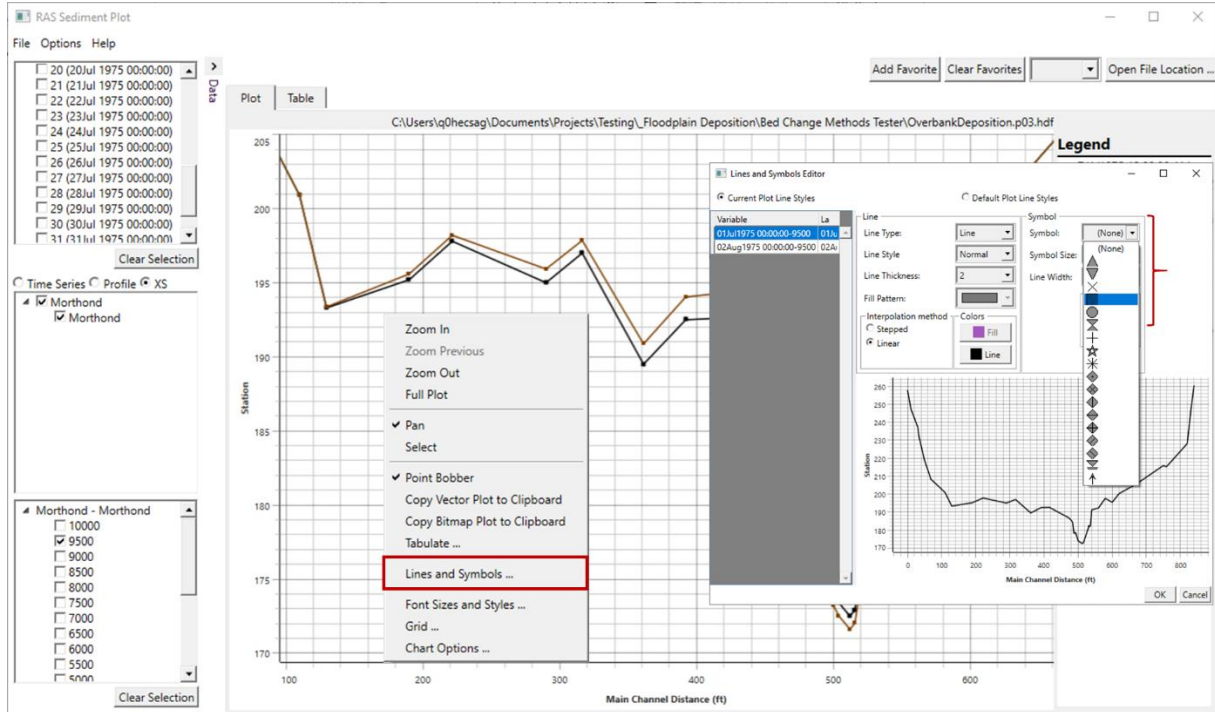 RAS Sediment Plot
File Options Help
20 (20Jul 1975 00:00:00)
21 (21Jul 1975 00:00:00)
22 (22Jul 1975 00:00:00)
23 (23Jul 1975 00:00:00)
24 (24Jul 1975 00:00:00)
25 (25Jul 1975 00:00:00)
26 (26Jul 1975 00:00:00)
27 (27Jul 1975 00:00:00)
28 (28Jul 1975 00:00:00)
29 (29Jul 1975 00:00:00)
30 (30Jul 1975 00:00:00)
31 (31Jul 1975 00:00:00)
Clear Selection
Time Series Profile XS
Morthond
Morthond
Morthond - Morthond
10000
9500
9000
8500
8000
7500
7000
6500
6000
5500
5000
Clear Selection
Data
Add Favorite Clear Favorites Open File Location ...
Plot Table
C:\Users\q0hecsag\Documents\Projects\Testing\_Floodplain Deposition\Bed Change Methods Tester\OverbankDeposition.p03.hdf
Legend
205
200
195
190
185
180
175
170
Station
100 200 300 400 500 600
Main Channel Distance (ft)
Zoom In
Zoom Previous
Zoom Out
Full Plot
Pan
Select
Point Bobber
Copy Vector Plot to Clipboard
Copy Bitmap Plot to Clipboard
Tabulate ...
Lines and Symbols ...
Font Sizes and Styles ...
Grid ...
Chart Options ...
Lines and Symbols Editor
Current Plot Line Styles Default Plot Line Styles
Variable La
01Jul1975 00:00:00-9500 01Ju
02Aug1975 00:00:00-9500 02A
Line
Line Type: Line
Line Style Normal
Line Thickness: 2
Fill Pattern:
Interpolation method
Stepped
Linear
Colors
Fill
Line
Symbol
Symbol: (None)
Symbol Size:
Line Width:
(None)
260
250
240
230
220
210
200
190
180
170
Station
0 100 200 300 400 500 600 700 800
Main Channel Distance (ft)
OK Cancel